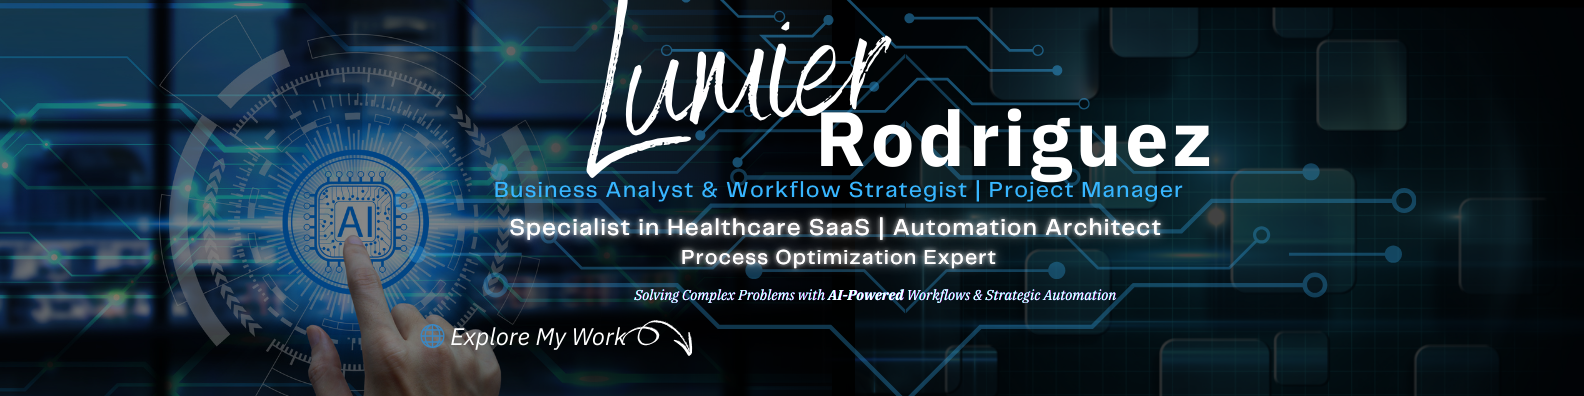 Lumier
Rodriguez
Business Analyst & Workflow Strategist | Project Manager
Specialist in Healthcare SaaS | Automation Architect
Process Optimization Expert
Solving Complex Problems with AI-Powered Workflows & Strategic Automation
AI
Explore My Work